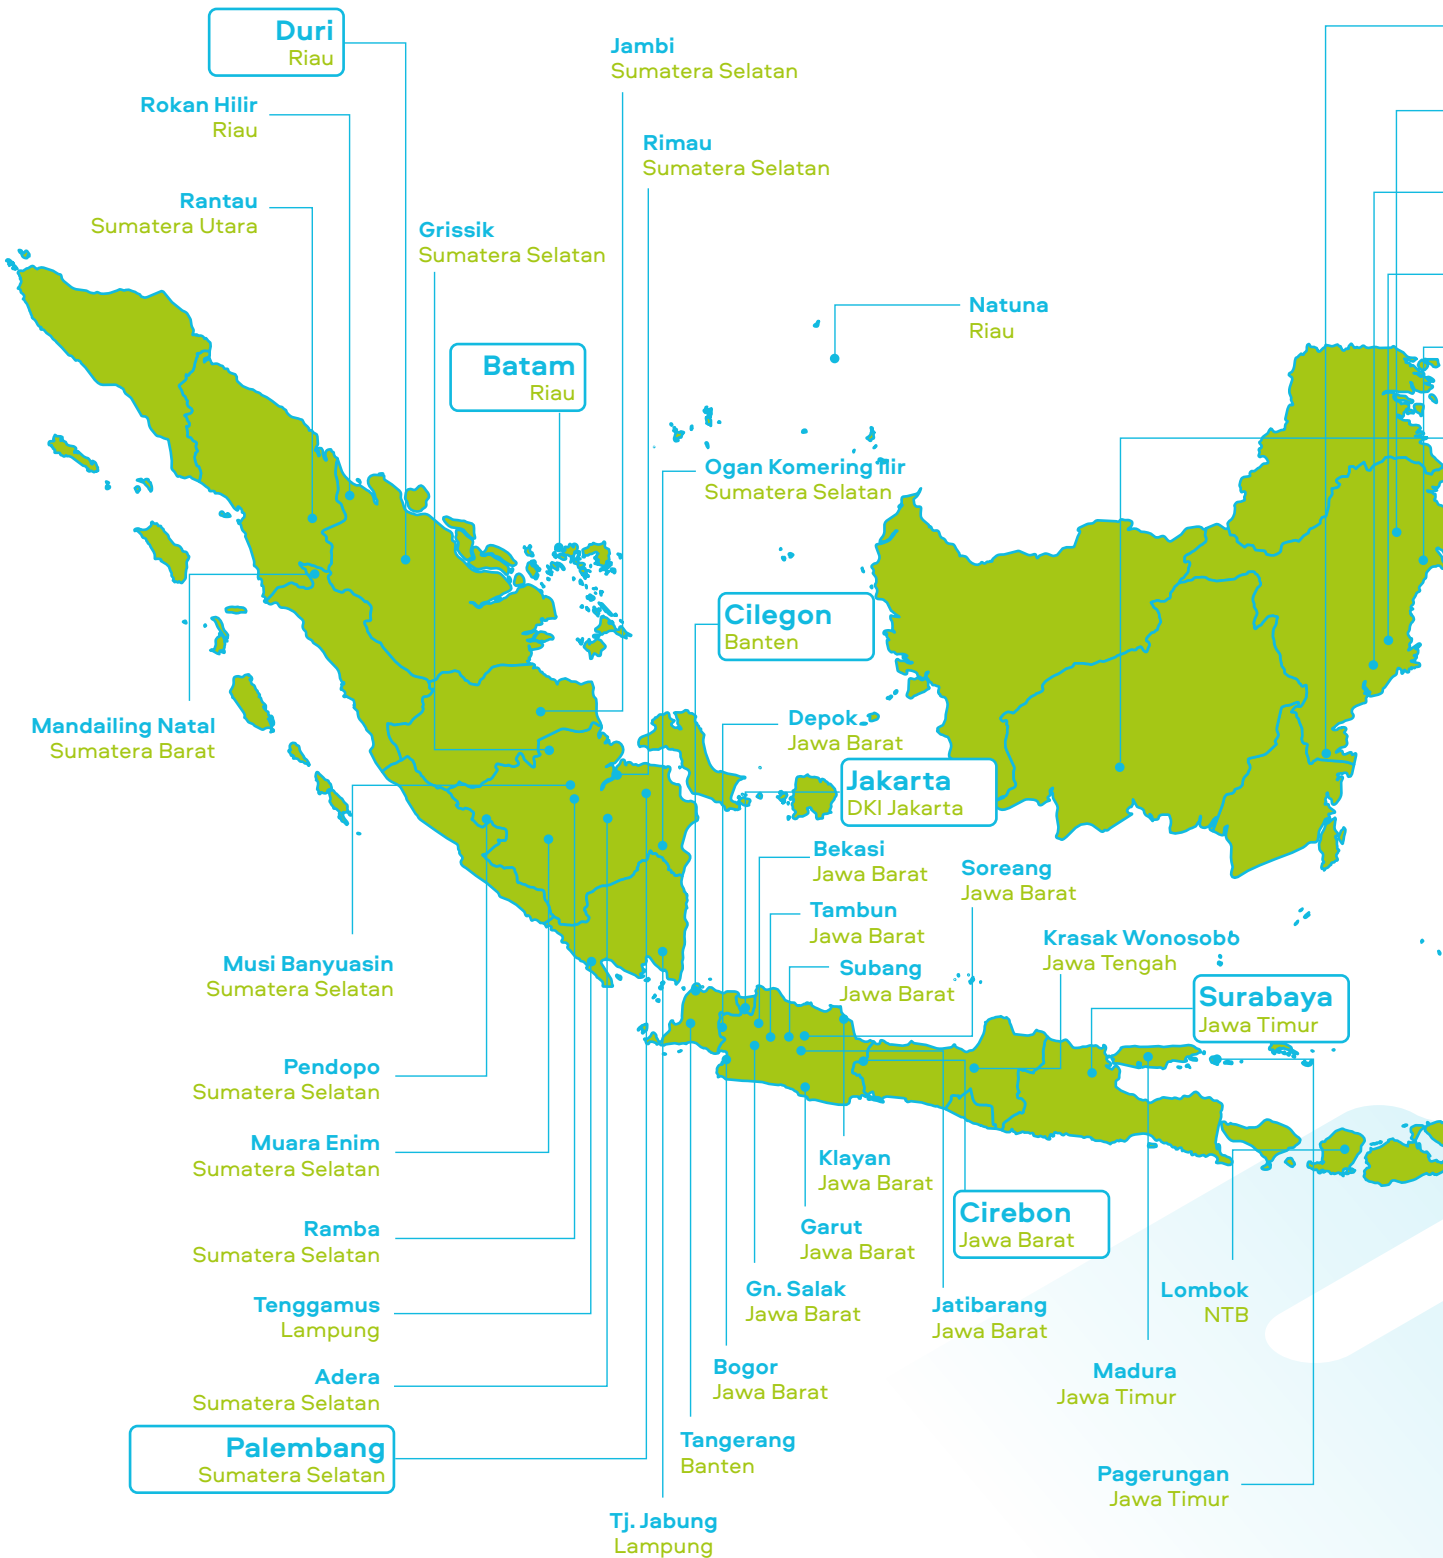 Duri
Riau
Jambi
Sumatera Selatan
Rokan Hilir
Riau
Rimau
Sumatera Selatan
Rantau
Sumatera Utara
Grissik
Sumatera Selatan
Natuna
Riau
Batam
Riau
Ogan Komering Ilir
Sumatera Selatan
Cilegon
Banten
Mandailing Natal
Sumatera Barat
Depok
Jawa Barat
Jakarta
DKI Jakarta
Bekasi
Jawa Barat
Soreang
Jawa Barat
Tambun
Jawa Barat
Krasak Wonosobo
Jawa Tengah
Musi Banyuasin
Sumatera Selatan
Subang
Jawa Barat
Surabaya
Jawa Timur
Pendopo
Sumatera Selatan
Muara Enim
Sumatera Selatan
Klayan
Jawa Barat
Cirebon
Jawa Barat
Ramba
Sumatera Selatan
Garut
Jawa Barat
Gn. Salak
Jawa Barat
Lombok
NTB
Tenggamus
Lampung
Jatibarang
Jawa Barat
Adera
Sumatera Selatan
Bogor
Jawa Barat
Madura
Jawa Timur
Palembang
Sumatera Selatan
Tangerang
Banten
Pagerungan
Jawa Timur
Tj. Jabung
Lampung